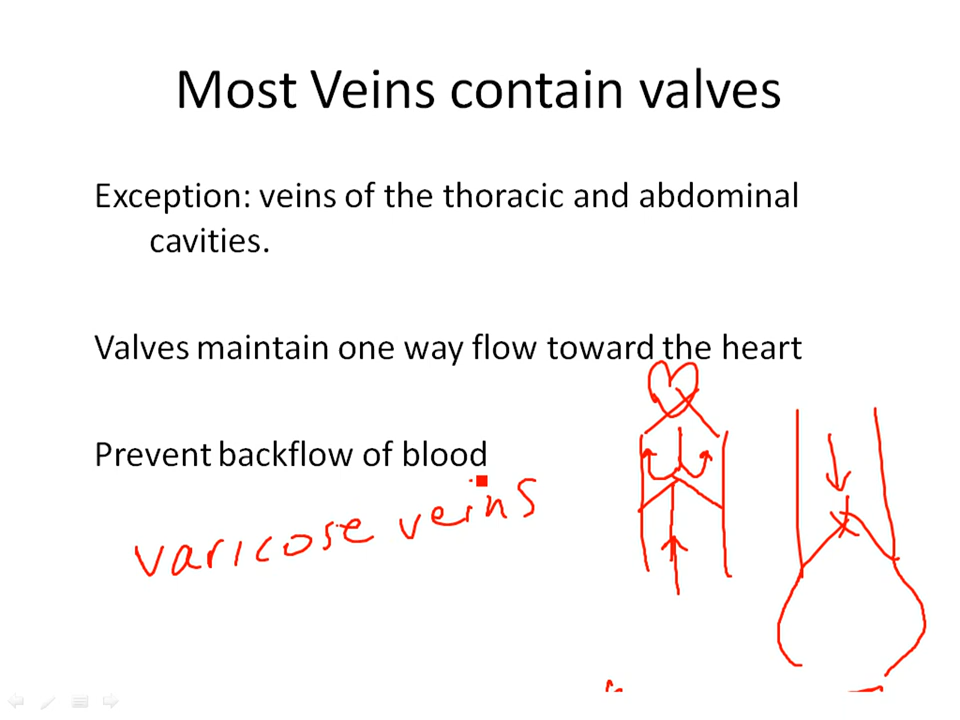 Most Veins contain valves
Exception: veins of the thoracic and abdominal
cavities.
Valves maintain one way flow toward the heart
Prevent backflow of blood
varicose veins